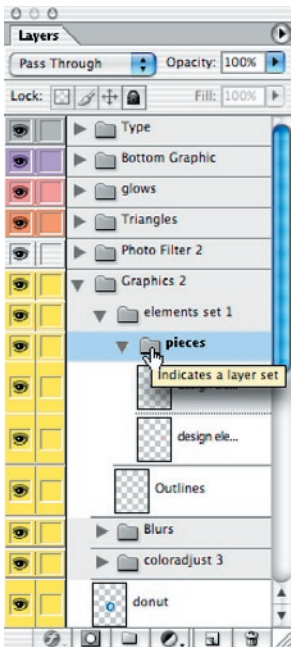 Layers
Pass Through Opacity: 100%
Lock: Fill: 100%
Type
Bottom Graphic
glows
Triangles
Photo Filter 2
Graphics 2
elements set 1
pieces
Indicates a layer set
design ele...
Outlines
Blurs
coloradjust 3
donut